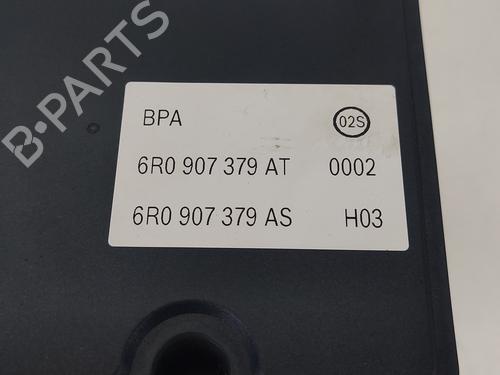 B-PARTS
BPA 02S
6R0 907 379 AT 0002
6R0 907 379 AS H03